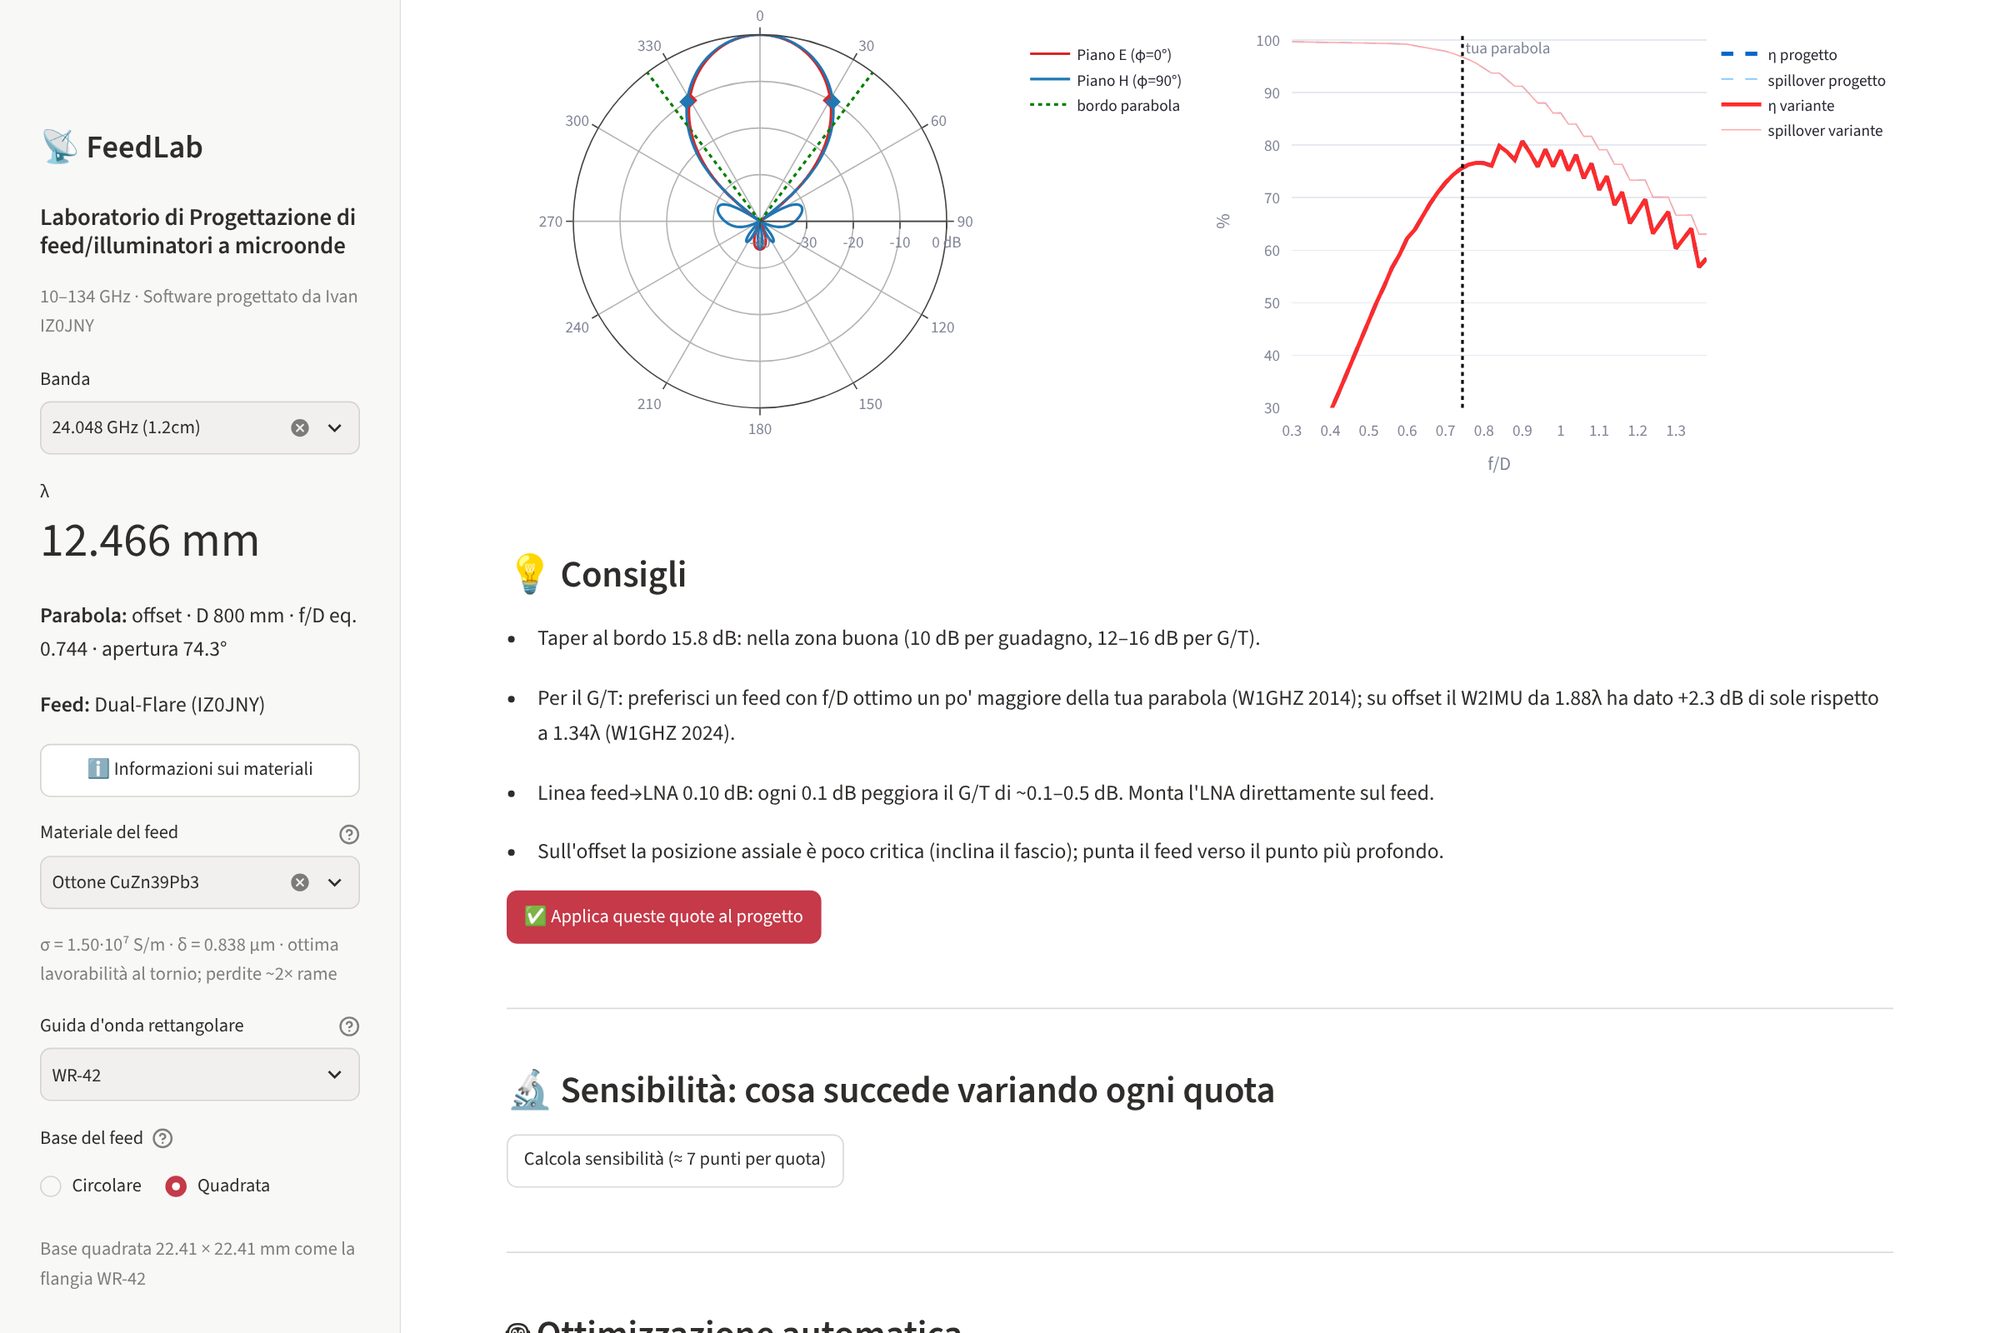 📡 FeedLab
Laboratorio di Progettazione di
feed/illuminatori a microonde
10–134 GHz · Software progettato da Ivan
IZ0JNY
Banda
24.048 GHz (1.2cm)
λ
12.466 mm
Parabola: offset · D 800 mm · f/D eq.
0.744 · apertura 74.3°
Feed: Dual-Flare (IZ0JNY)
ℹ️ Informazioni sui materiali
Materiale del feed
Ottone CuZn39Pb3
σ = 1.50·10⁷ S/m · δ = 0.838 µm · ottima
lavorabilità al tornio; perdite ~2× rame
Guida d'onda rettangolare
WR-42
Base del feed
Circolare
Quadrata
Base quadrata 22.41 × 22.41 mm come la
flangia WR-42
0
30
60
90
120
150
180
210
240
270
300
330
-30
-20
-10
0 dB
Piano E (ϕ=0°)
Piano H (ϕ=90°)
bordo parabola
100
90
80
70
60
50
40
30
%
tua parabola
0.3 0.4 0.5 0.6 0.7 0.8 0.9 1 1.1 1.2 1.3
f/D
η progetto
spillover progetto
η variante
spillover variante
💡 Consigli
• Taper al bordo 15.8 dB: nella zona buona (10 dB per guadagno, 12–16 dB per G/T).
• Per il G/T: preferisci un feed con f/D ottimo un po' maggiore della tua parabola (W1GHZ 2014); su offset il W2IMU da 1.88λ ha dato +2.3 dB di sole rispetto
a 1.34λ (W1GHZ 2024).
• Linea feed→LNA 0.10 dB: ogni 0.1 dB peggiora il G/T di ~0.1–0.5 dB. Monta l'LNA direttamente sul feed.
• Sull'offset la posizione assiale è poco critica (inclina il fascio); punta il feed verso il punto più profondo.
✅ Applica queste quote al progetto
🔬 Sensibilità: cosa succede variando ogni quota
Calcola sensibilità (≈ 7 punti per quota)
Ottimizzazione automatica